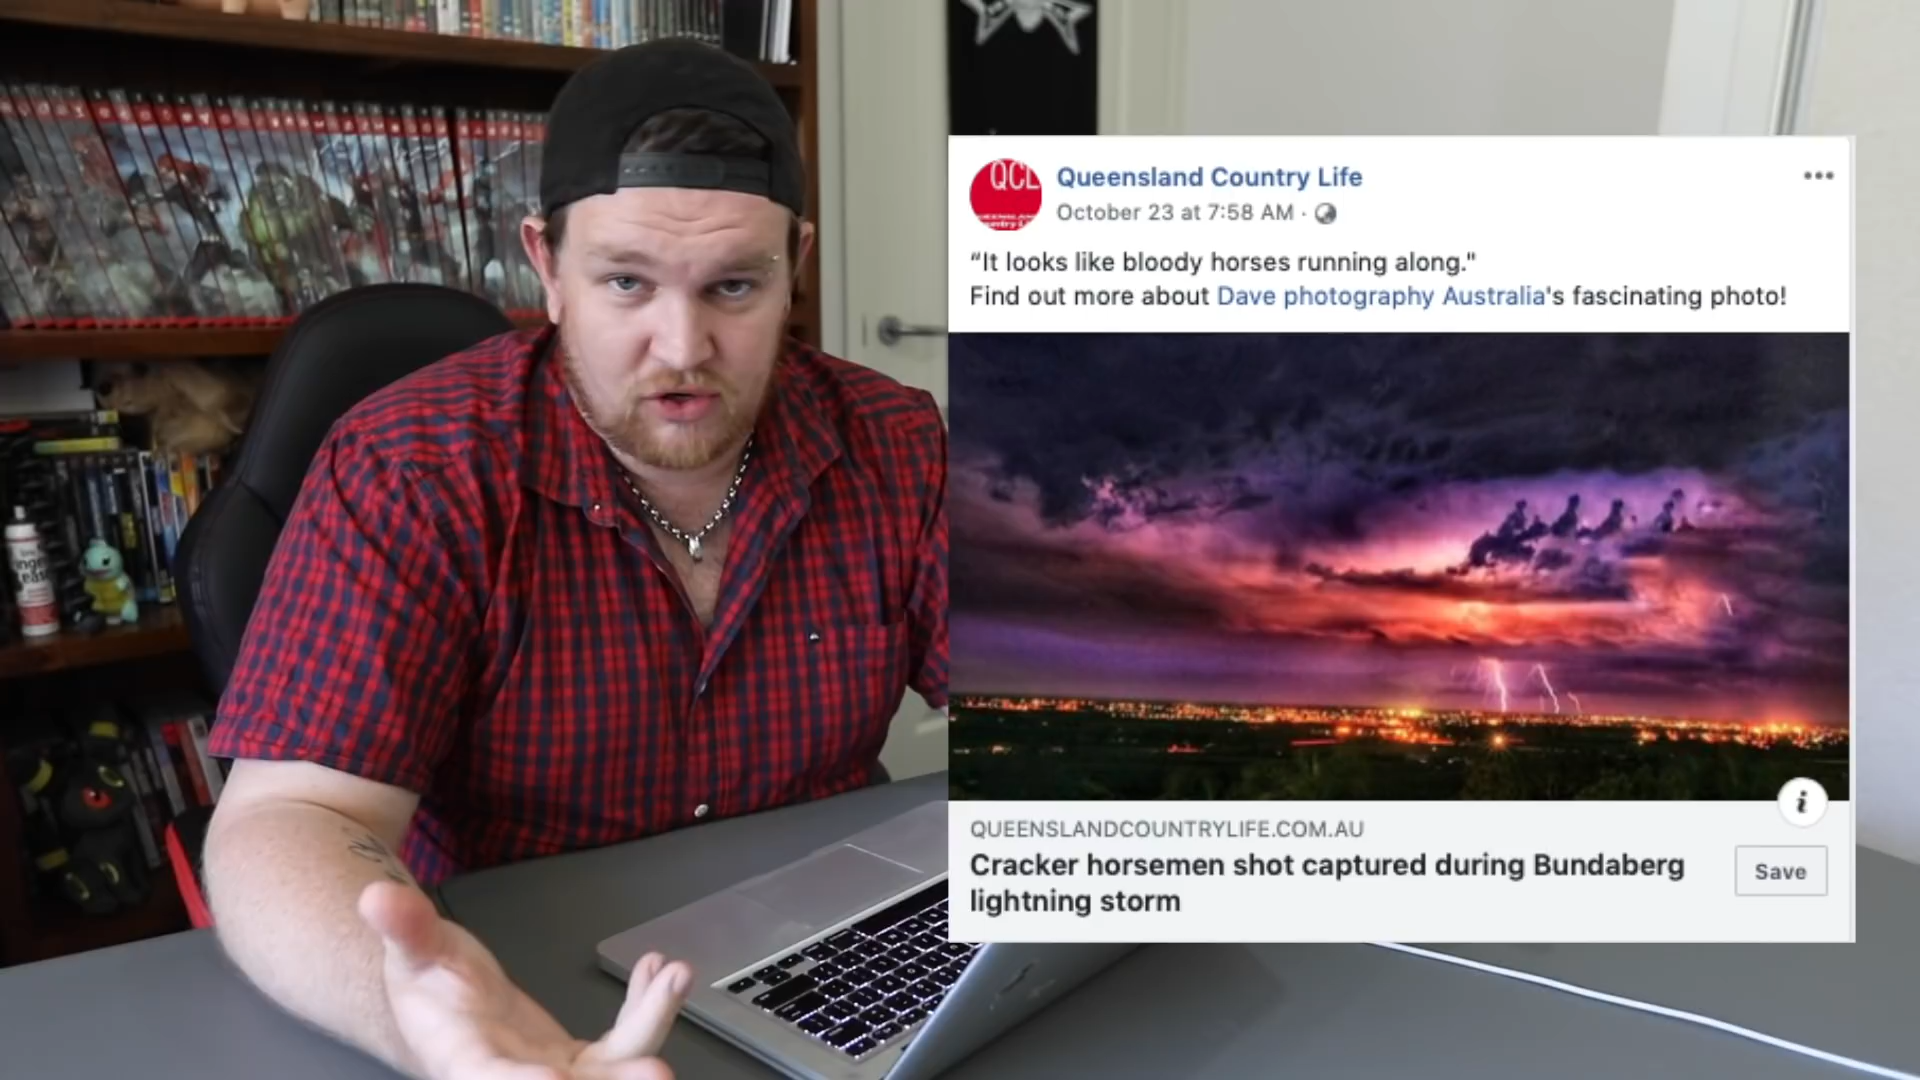 QCL
Queensland Country Life
October 23 at 7:58 AM ·
“It looks like bloody horses running along."
Find out more about Dave photography Australia's fascinating photo!
i
QUEENSLANDCOUNTRYLIFE.COM.AU
Cracker horsemen shot captured during Bundaberg
lightning storm
Save